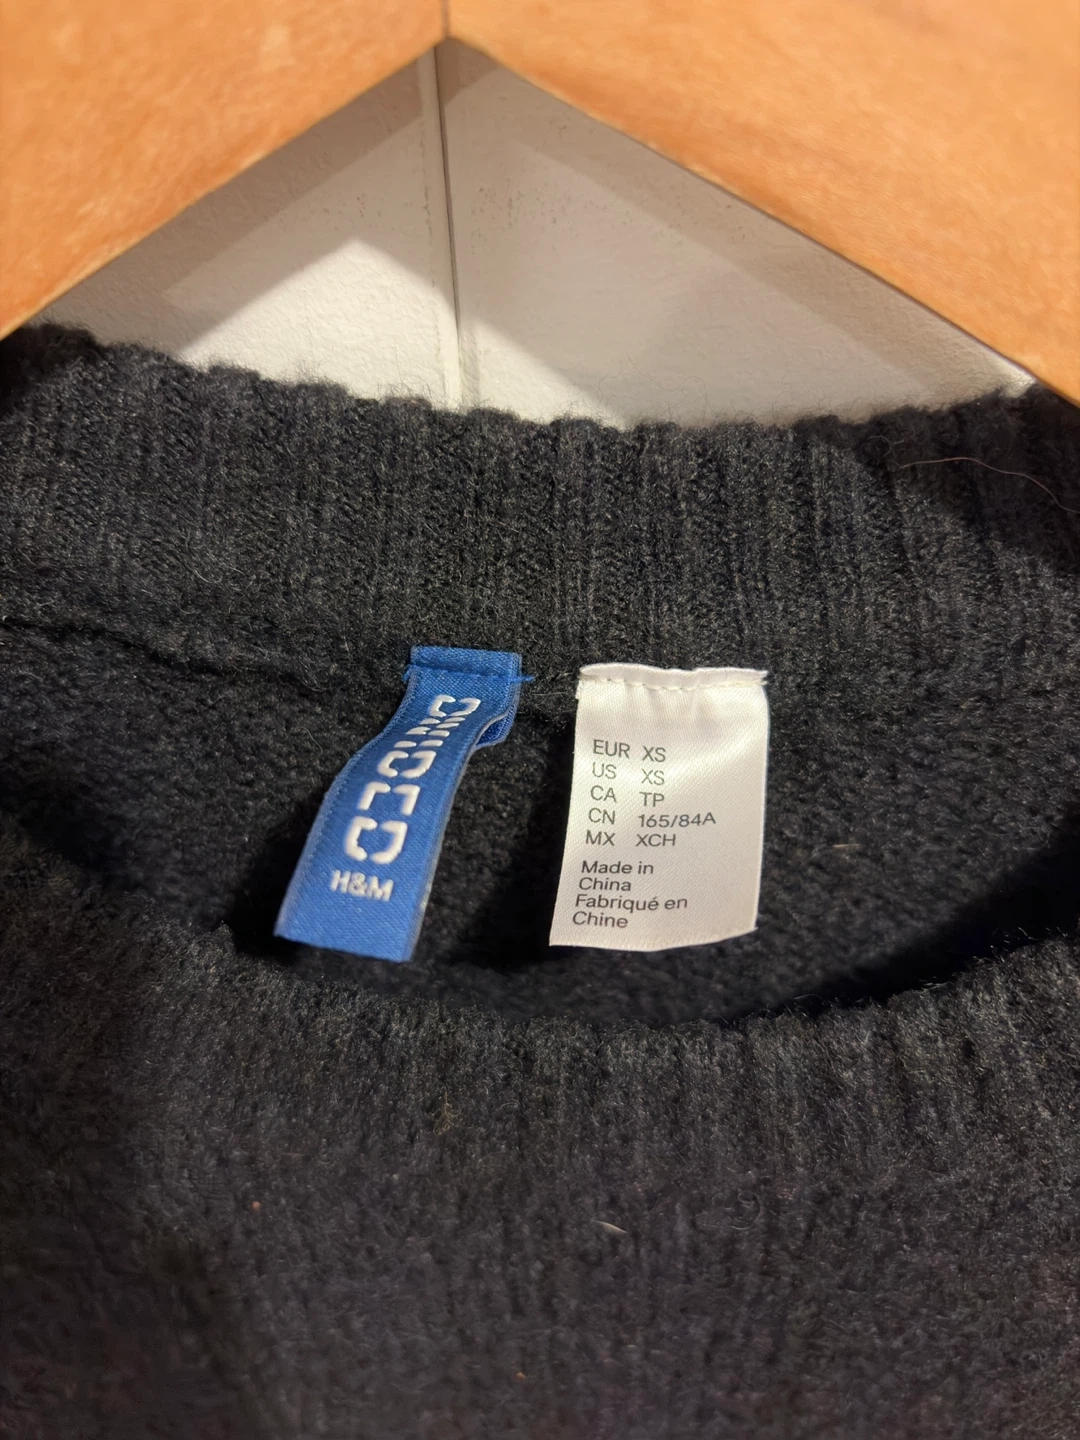 DIVIDED
H&M
EUR XS
US XS
CA TP
CN 165/84A
MX XCH
Made in
China
Fabriqué en
Chine